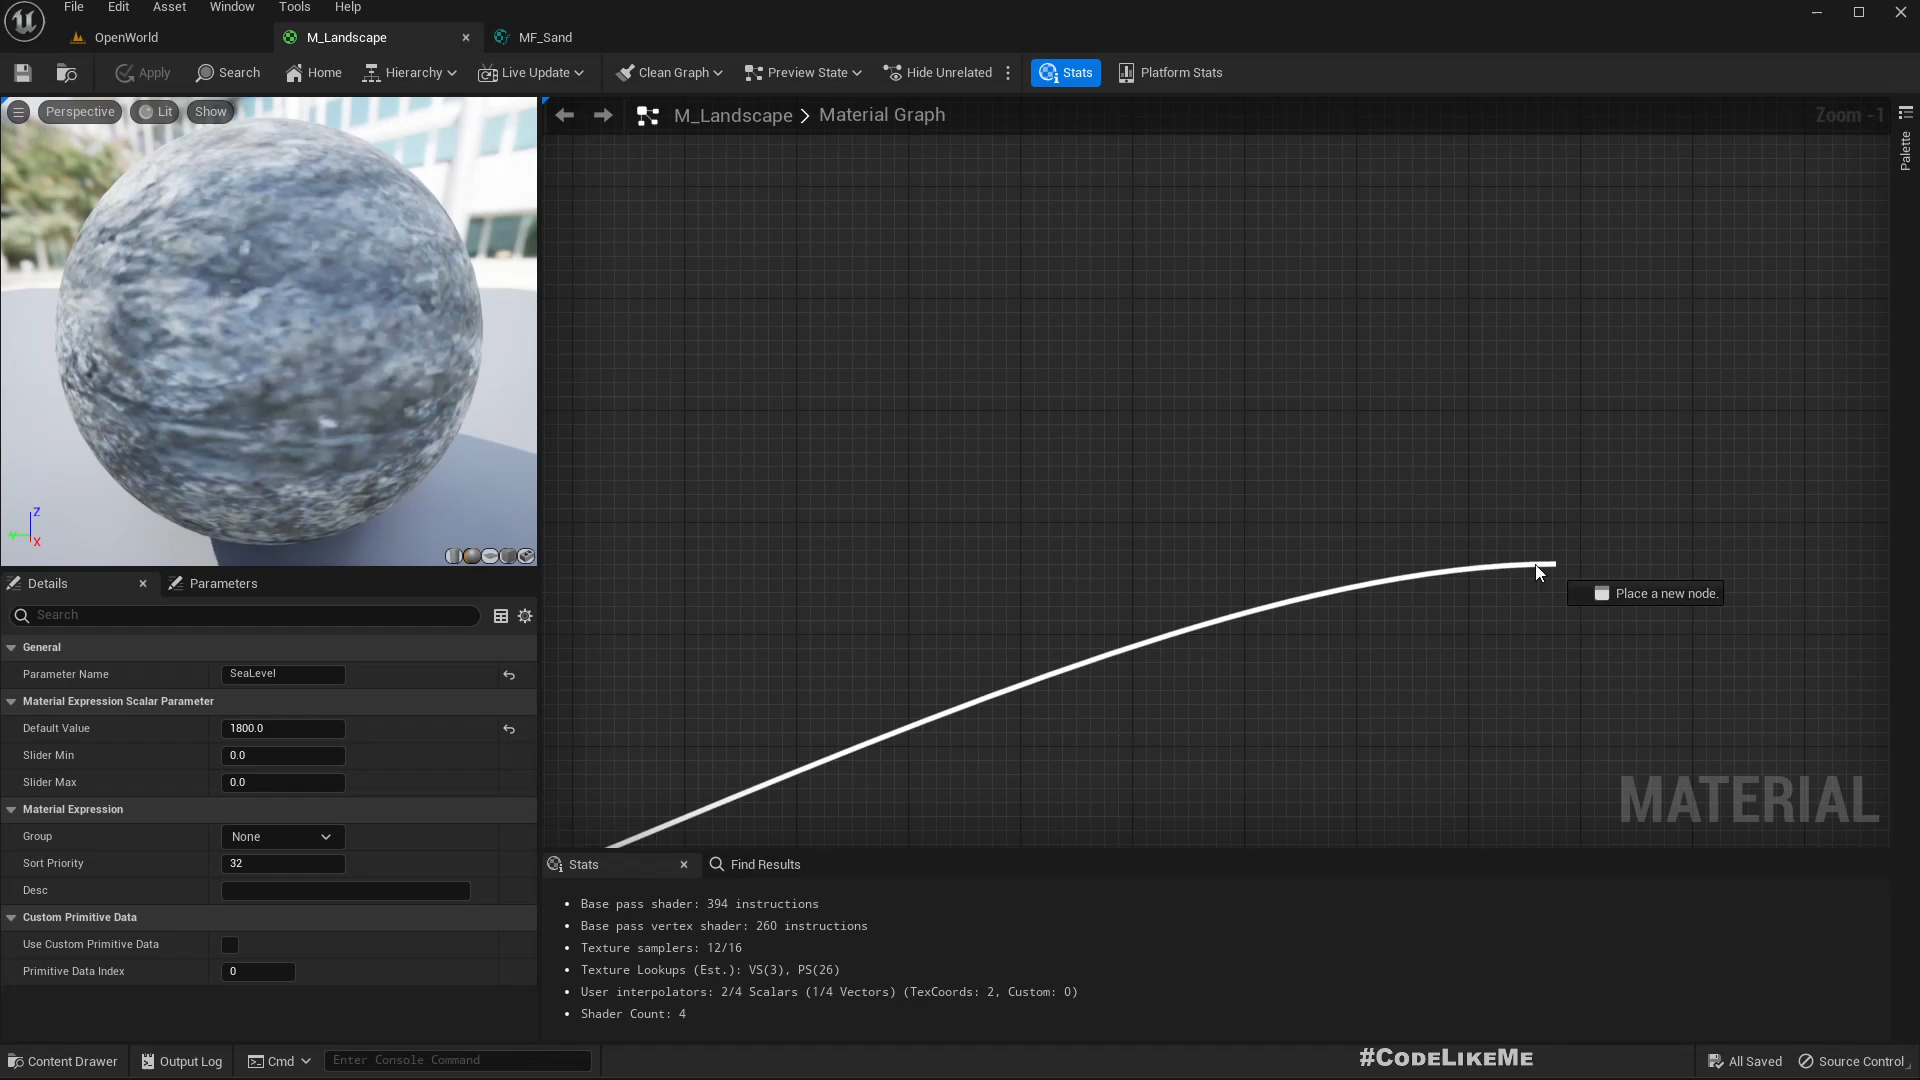 File Edit Asset Window Tools Help
OpenWorld M_Landscape MF_Sand
Apply Search Home Hierarchy Live Update Clean Graph Preview State Hide Unrelated Stats Platform Stats
Perspective Lit Show
M_Landscape > Material Graph
Zoom -1
Palette
Place a new node.
Z
Y
X
MATERIAL
Details Parameters
Search
General
Parameter Name SeaLevel
Material Expression Scalar Parameter
Default Value 1800.0
Slider Min 0.0
Slider Max 0.0
Material Expression
Group None
Sort Priority 32
Desc
Custom Primitive Data
Use Custom Primitive Data
Primitive Data Index 0
Stats Find Results
• Base pass shader: 394 instructions
• Base pass vertex shader: 260 instructions
• Texture samplers: 12/16
• Texture Lookups (Est.): VS(3), PS(26)
• User interpolators: 2/4 Scalars (1/4 Vectors) (TexCoords: 2, Custom: 0)
• Shader Count: 4
Content Drawer Output Log Cmd Enter Console Command
#CodeLikeMe
All Saved Source Control